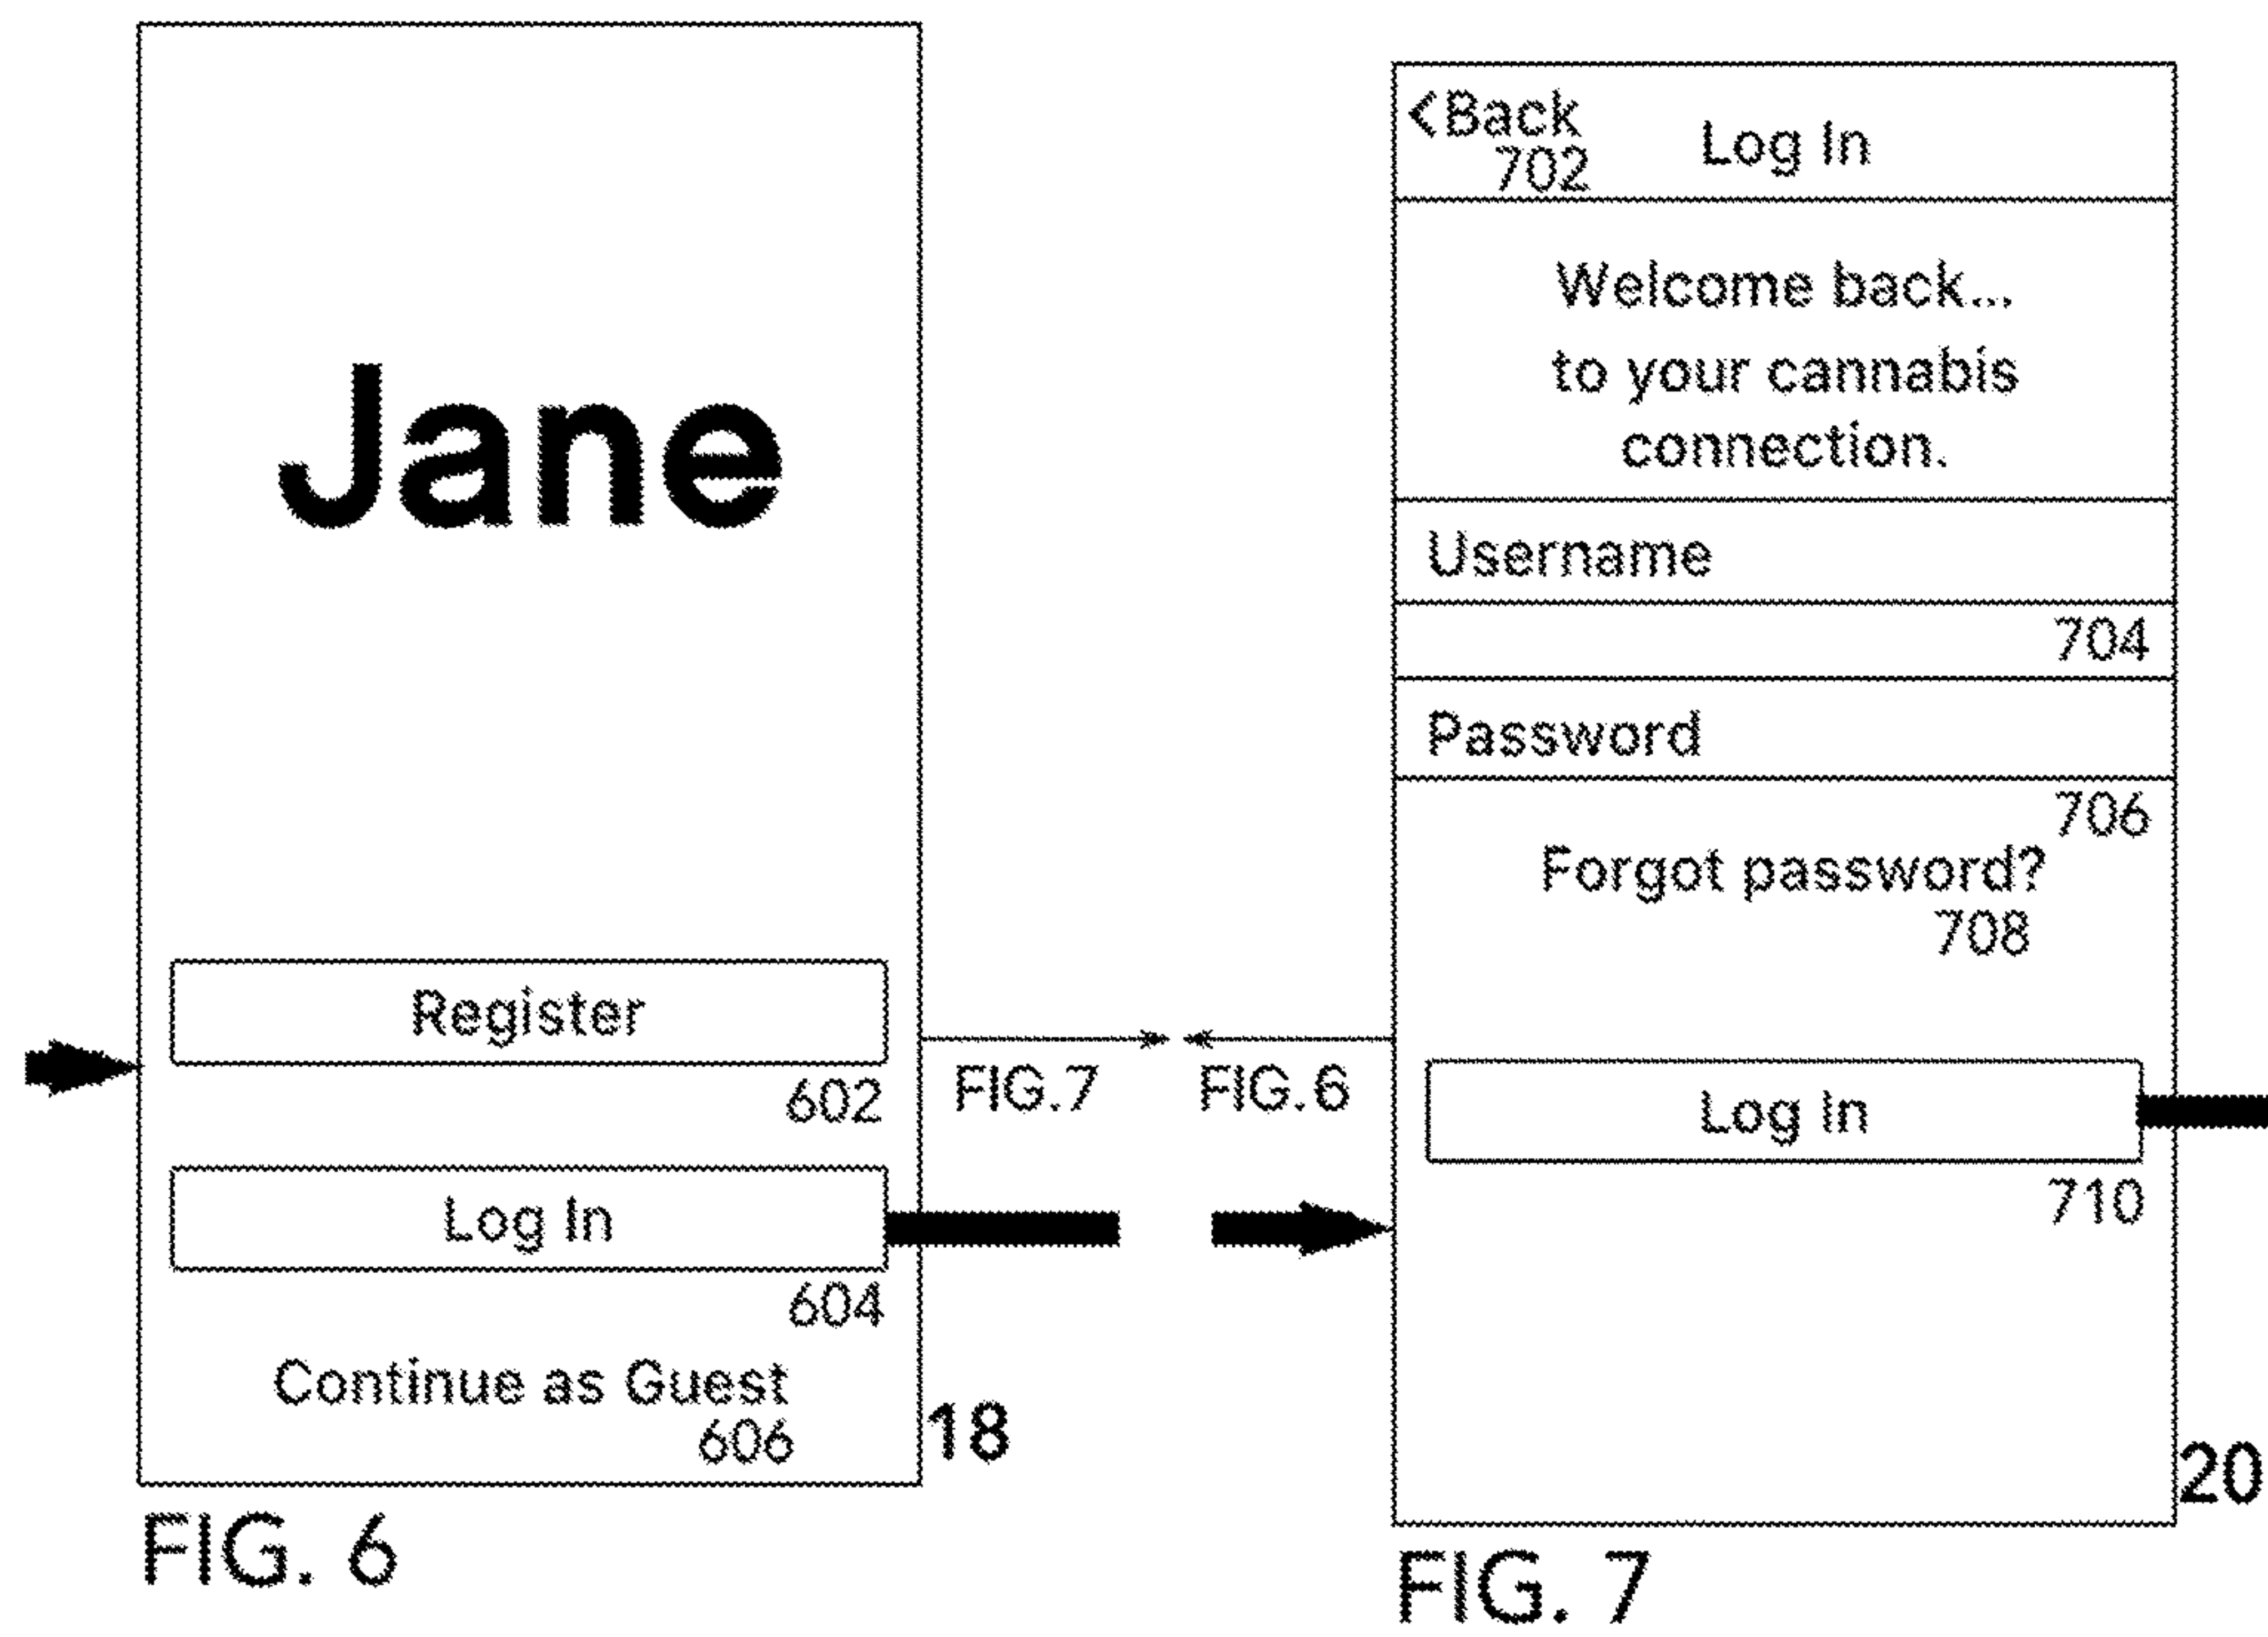 Jane
Register
602
Log In
604
Continue as Guest
606
18
FIG. 6
FIG.7
FIG.6
<Back
702
Log In
Welcome back...
to your cannabis
connection.
Username
704
Password
706
Forgot password?
708
Log In
710
20
FIG. 7